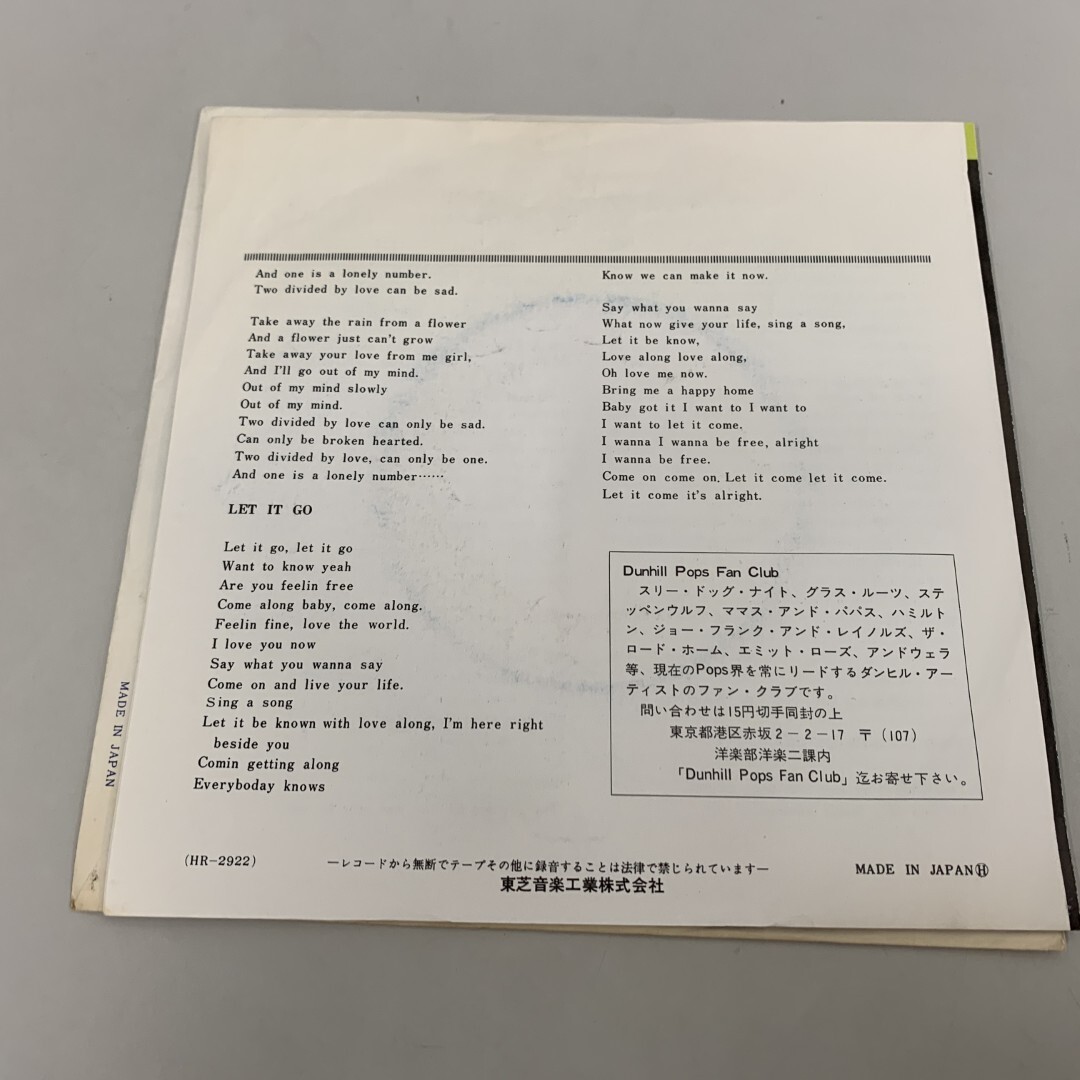 And one is a lonely number.
Two divided by love can be sad.
Take away the rain from a flower
And a flower just can't grow
Take away your love from me girl,
And I'll go out of my mind.
Out of my mind slowly
Out of my mind.
Two divided by love can only be sad.
Can only be broken hearted.
Two divided by love, can only be one.
And one is a lonely number……
LET IT GO
Let it go, let it go
Want to know yeah
Are you feelin free
Come along baby, come along.
Feelin fine, love the world.
I love you now
Say what you wanna say
Come on and live your life.
Sing a song
Let it be known with love along, I'm here right
beside you
Comin getting along
Everyboday knows
Know we can make it now.
Say what you wanna say
What now give your life, sing a song,
Let it be know,
Love along love along,
Oh love me now.
Bring me a happy home
Baby got it I want to I want to
I want to let it come.
I wanna I wanna be free, alright
I wanna be free.
Come on come on. Let it come let it come.
Let it come it's alright.
Dunhill Pops Fan Club
スリー・ドッグ・ナイト、グラス・ルーツ、ステ
ッペンウルフ、ママス・アンド・パパス、ハミルト
ン、ジョー・フランク・アンド・レイノルズ、ザ・
ロード・ホーム、エミット・ローズ、アンドウェラ
等、現在のPops界を常にリードするダンヒル・アー
ティストのファン・クラブです。
問い合わせは15円切手同封の上
東京都港区赤坂2－2－17 〒(107)
洋楽部洋楽二課内
「Dunhill Pops Fan Club」迄お寄せ下さい。
(HR-2922)
—レコードから無断でテープその他に録音することは法律で禁じられています—
東芝音楽工業株式会社
MADE IN JAPANⒽ
MADE IN JAPAN